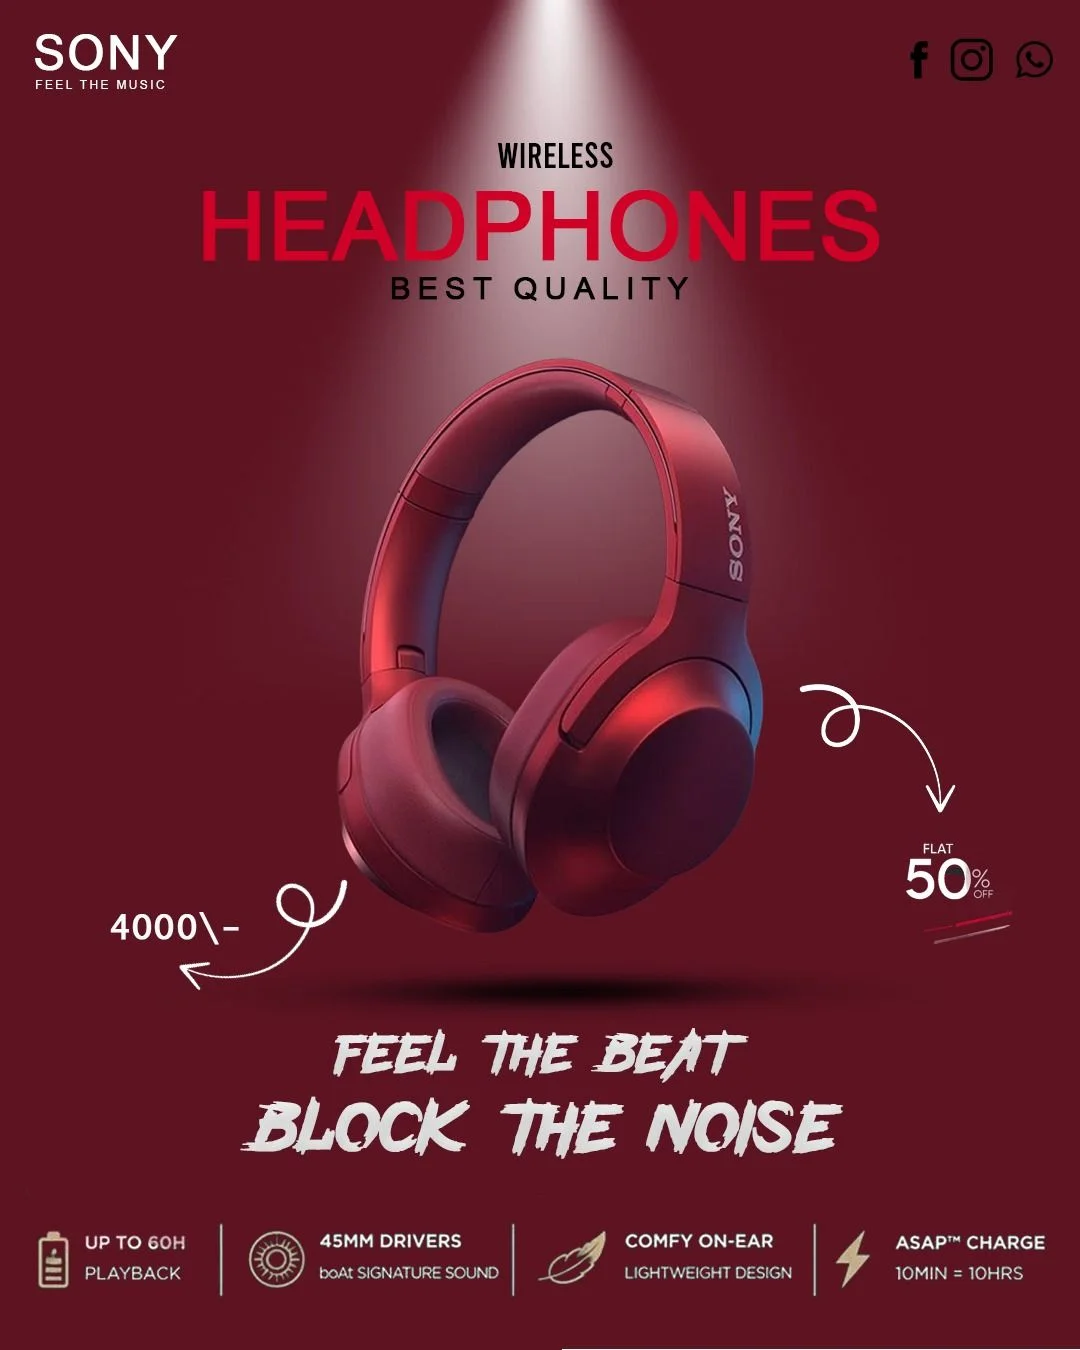 SONY
FEEL THE MUSIC
WIRELESS
HEADPHONES
BEST QUALITY
SONY
FLAT
50%
OFF
4000\-
FEEL THE BEAT
BLOCK THE NOISE
UP TO 60H
PLAYBACK
45MM DRIVERS
boAt SIGNATURE SOUND
COMFY ON-EAR
LIGHTWEIGHT DESIGN
ASAP™ CHARGE
10MIN = 10HRS